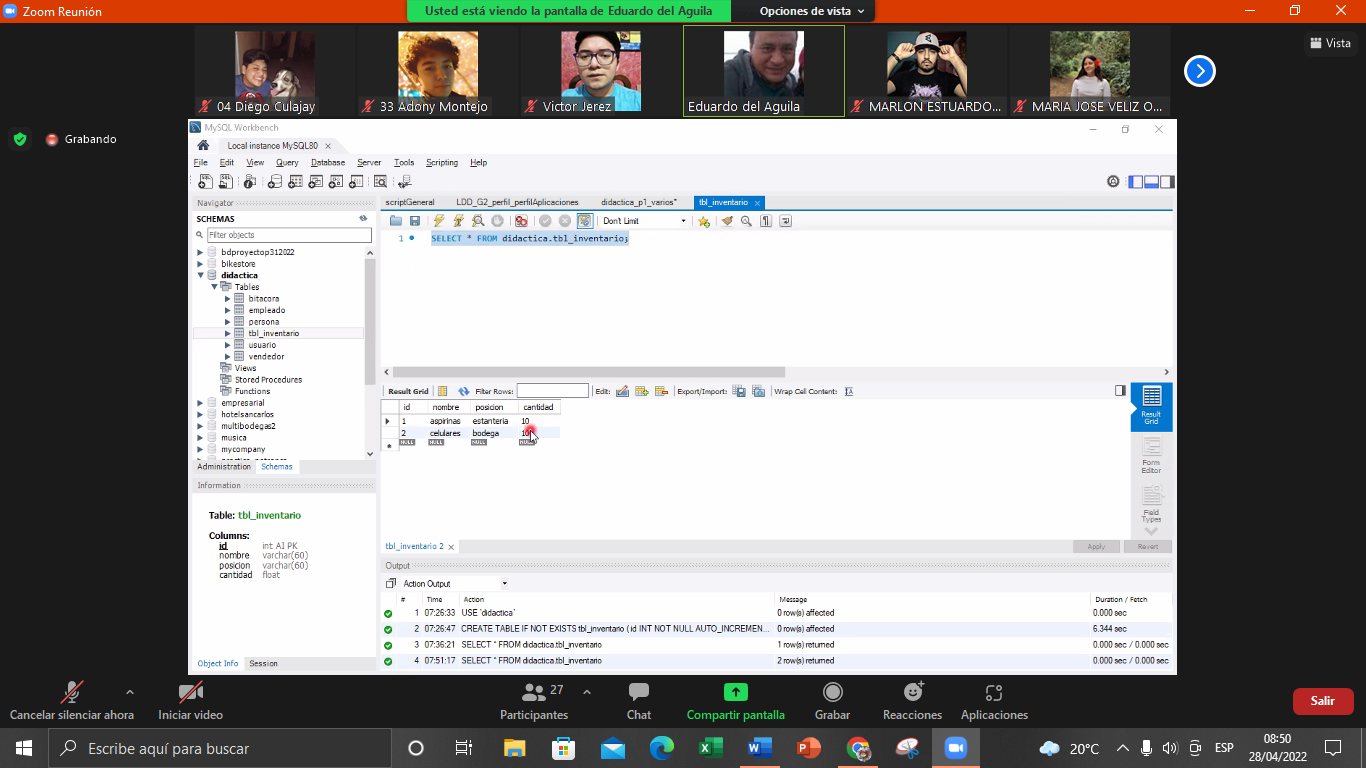 Zoom Reunión
Usted está viendo la pantalla de Eduardo del Aguila
Opciones de vista
Vista
04 Diego Culajay
33 Adony Montejo
Victor Jerez
Eduardo del Aguila
MARLON ESTUARDO...
MARIA JOSE VELIZ O...
Grabando
MySQL Workbench
Local instance MySQL80
File Edit View Query Database Server Tools Scripting Help
Navigator
SCHEMAS
Filter objects
bdproyectop312022
bikestore
didactica
Tables
bitacora
empleado
persona
tbl_inventario
usuario
vendedor
Views
Stored Procedures
Functions
empresarial
hotelsancarlos
multibodegas2
musica
mycompany
Administration Schemas
Information
Table: tbl_inventario
Columns:
id int AI PK
nombre varchar(60)
posicion varchar(60)
cantidad float
Object Info Session
scriptGeneral LDD_G2_perfil_perfilAplicaciones didactica_p1_varios* tbl_inventario
Don't Limit
1 SELECT * FROM didactica.tbl_inventario;
Result Grid Filter Rows: Edit: Export/Import: Wrap Cell Content:
id nombre posicion cantidad
1 aspirinas estanteria 10
2 celulares bodega
NULL NULL NULL NULL
Result Grid
Form Editor
Field Types
tbl_inventario 2
Apply Revert
Output
Action Output
# Time Action Message Duration / Fetch
1 07:26:33 USE `didactica` 0 row(s) affected 0.000 sec
2 07:26:47 CREATE TABLE IF NOT EXISTS tbl_inventario ( id INT NOT NULL AUTO_INCREMEN... 0 row(s) affected 6.344 sec
3 07:36:21 SELECT * FROM didactica.tbl_inventario 1 row(s) returned 0.000 sec / 0.000 sec
4 07:51:17 SELECT * FROM didactica.tbl_inventario 2 row(s) returned 0.000 sec / 0.000 sec
27
Cancelar silenciar ahora Iniciar video Participantes Chat Compartir pantalla Grabar Reacciones Aplicaciones Salir
Escribe aquí para buscar
20°C
ESP
08:50
28/04/2022